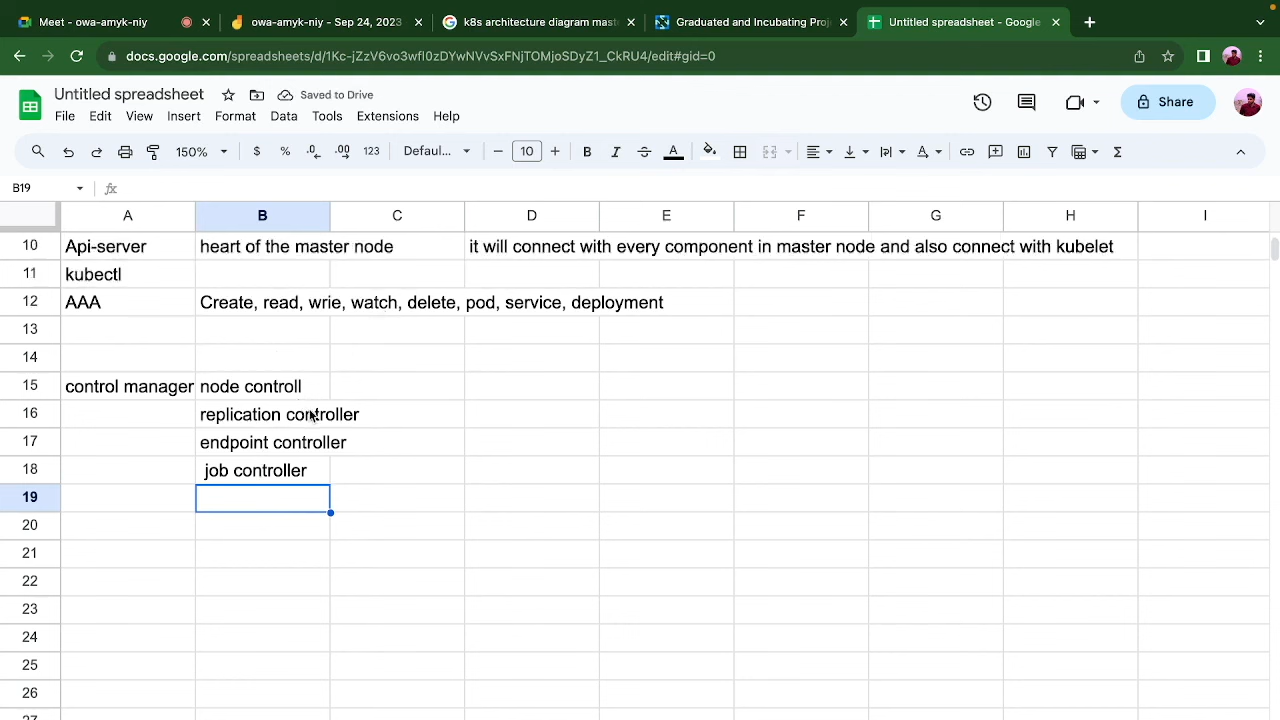 Meet - owa-amyk-niy
owa-amyk-niy - Sep 24, 2023
k8s architecture diagram mast
Graduated and Incubating Proj
Untitled spreadsheet - Google
docs.google.com/spreadsheets/d/1Kc-jZzV6vo3wfl0zDYwNVvSxFNjTOMjoSDyZ1_CkRU4/edit#gid=0
Untitled spreadsheet
Saved to Drive
Share
File Edit View Insert Format Data Tools Extensions Help
150% $ % .0 .00 123 Defaul... 10 B I A
B19 fx
A B C D E F G H I
10 Api-server heart of the master node it will connect with every component in master node and also connect with kubelet
11 kubectl
12 AAA Create, read, wrie, watch, delete, pod, service, deployment
13
14
15 control manager node controll
16 replication controller
17 endpoint controller
18 job controller
19
20
21
22
23
24
25
26
27